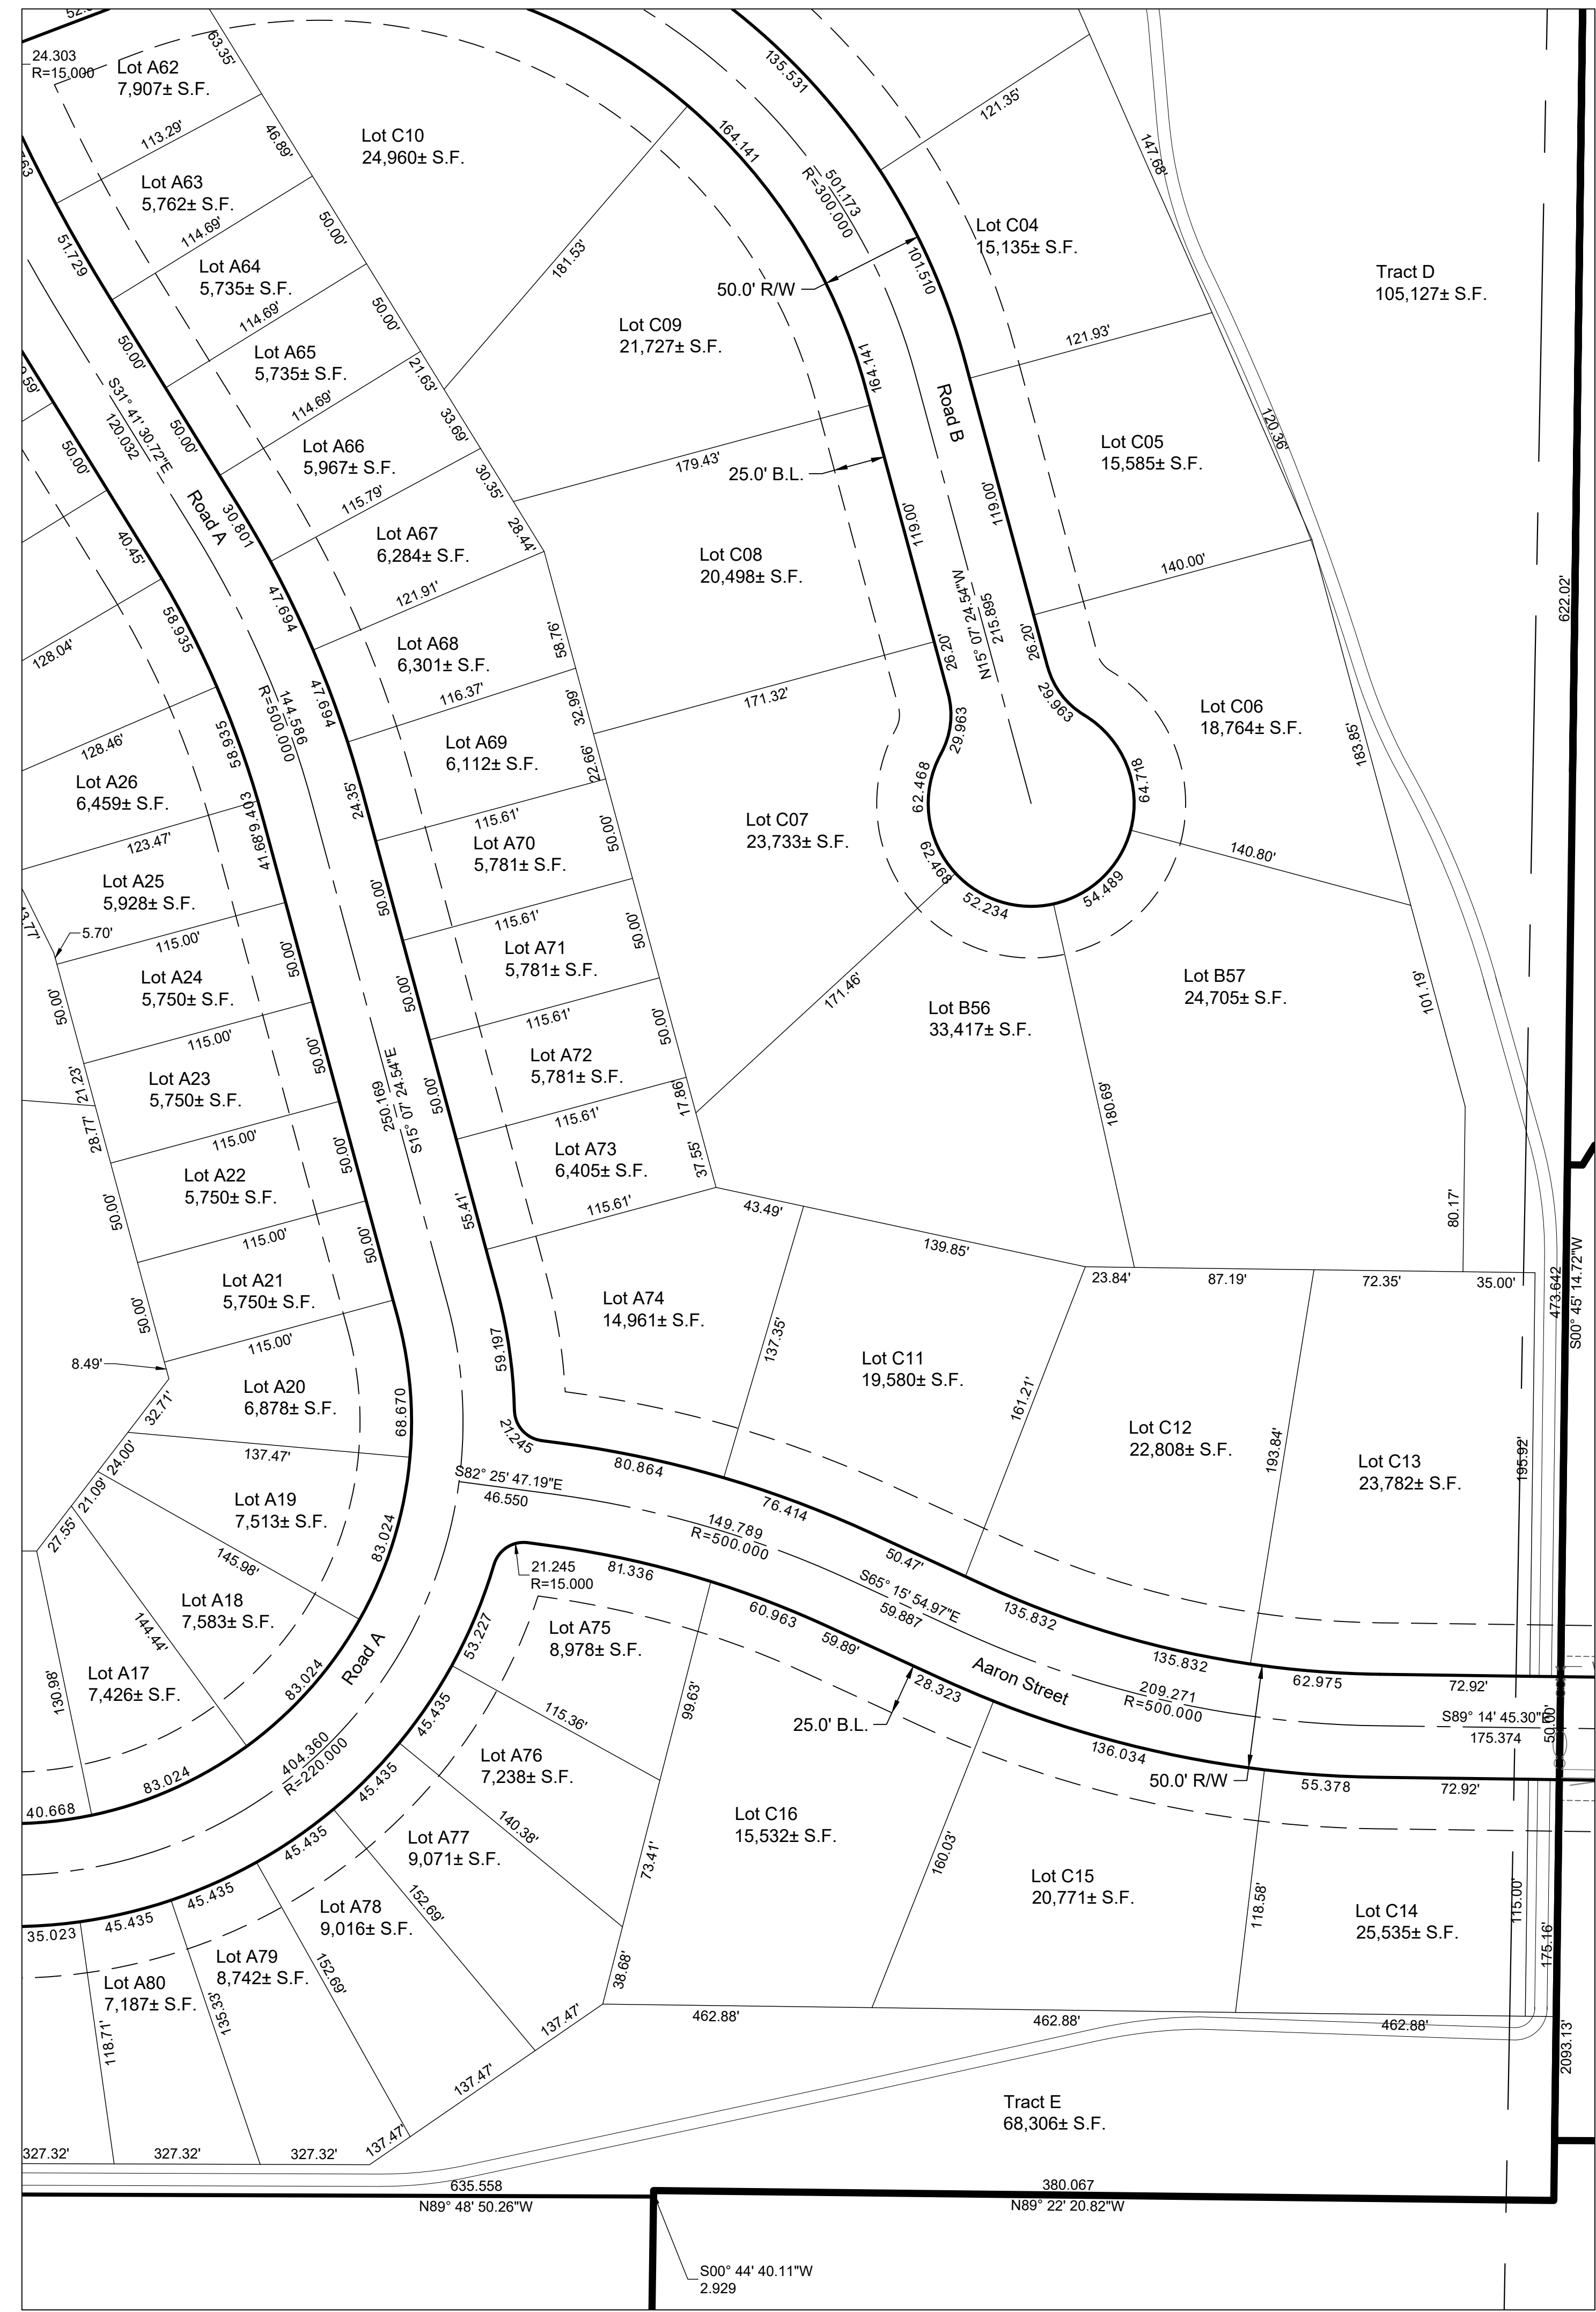 52.
24.303
R=15.000
Lot A62
7,907± S.F.
63.35'
113.29'
46.89'
Lot C10
24,960± S.F.
135.531
121.35'
164.141
147.68'
Lot A63
5,762± S.F.
114.69'
50.00'
181.53'
501.173
R=300.000
Lot C04
15,135± S.F.
101.510
50.0' R/W
Tract D
105,127± S.F.
51.729
Lot A64
5,735± S.F.
114.69'
50.00'
Lot C09
21,727± S.F.
164.141
121.93'
Lot A65
5,735± S.F.
50.00'
21.63'
114.69'
33.69'
S31° 41' 30.72"E
120.032
Road A
50.00'
Lot A66
5,967± S.F.
115.79'
30.35'
179.43'
25.0' B.L.
Road B
Lot C05
15,585± S.F.
120.36'
50.00'
30.801
Lot A67
6,284± S.F.
28.44'
121.91'
Lot C08
20,498± S.F.
119.00'
119.00'
140.00'
N15° 07' 24.54"W
215.895
622.02'
40.45'
58.935
47.694
128.04'
Lot A68
6,301± S.F.
58.76'
116.37'
32.99'
171.32'
26.20'
26.20'
144.586
R=500.000
47.694
128.46'
58.935
Lot A69
6,112± S.F.
22.66'
29.963
29.963
Lot C06
18,764± S.F.
183.85'
Lot A26
6,459± S.F.
9.403
41.68'
123.47'
24.35'
115.61'
62.468
64.718
Lot C07
23,733± S.F.
Lot A70
5,781± S.F.
50.00'
62.468
140.80'
Lot A25
5,928± S.F.
5.70'
115.00'
50.00'
115.61'
52.234
54.489
Lot A71
5,781± S.F.
50.00'
171.46'
Lot A24
5,750± S.F.
50.00'
50.00'
50.00'
115.61'
Lot B56
33,417± S.F.
Lot B57
24,705± S.F.
101.19'
115.00'
Lot A72
5,781± S.F.
50.00'
17.86'
Lot A23
5,750± S.F.
21.23'
28.77'
50.00'
250.169
S15° 07' 24.54"E
50.00'
115.61'
180.69'
115.00'
Lot A73
6,405± S.F.
37.55'
115.61'
Lot A22
5,750± S.F.
50.00'
50.00'
55.41'
43.49'
80.17'
115.00'
50.00'
139.85'
23.84'
87.19'
72.35'
35.00'
473.642
S00° 45' 14.72"W
Lot A21
5,750± S.F.
50.00'
115.00'
8.49'
Lot A74
14,961± S.F.
59.197
137.35'
Lot C11
19,580± S.F.
Lot A20
6,878± S.F.
32.71'
68.670
161.21'
Lot C12
22,808± S.F.
193.84'
Lot C13
23,782± S.F.
195.92'
24.00'
137.47'
21.245
80.864
21.09'
Lot A19
7,513± S.F.
S82° 25' 47.19"E
46.550
76.414
27.55'
83.024
149.789
R=500.000
145.98'
50.47'
21.245
R=15.000
81.336
S65° 15' 54.97"E
59.887
Lot A18
7,583± S.F.
144.44'
53.227
Lot A75
8,978± S.F.
60.963
59.89'
135.832
135.832
Lot A17
7,426± S.F.
130.98'
83.024
Road A
Aaron Street
28.323
62.975
72.92'
209.271
R=500.000
S89° 14' 45.30"E
175.374
50.00'
45.435
115.36'
99.63'
25.0' B.L.
136.034
50.0' R/W
55.378
72.92'
404.360
R=220.000
83.024
40.668
45.435
Lot A76
7,238± S.F.
140.38'
Lot C16
15,532± S.F.
73.41'
160.03'
Lot A77
9,071± S.F.
45.435
152.69'
Lot C15
20,771± S.F.
118.58'
115.00'
Lot C14
25,535± S.F.
175.16'
45.435
45.435
35.023
Lot A78
9,016± S.F.
152.69'
38.68'
Lot A79
8,742± S.F.
135.33'
Lot A80
7,187± S.F.
118.71'
137.47'
462.88'
462.88'
462.88'
2093.13'
137.47'
137.47'
Tract E
68,306± S.F.
327.32'
327.32'
327.32'
635.558
N89° 48' 50.26"W
380.067
N89° 22' 20.82"W
S00° 44' 40.11"W
2.929